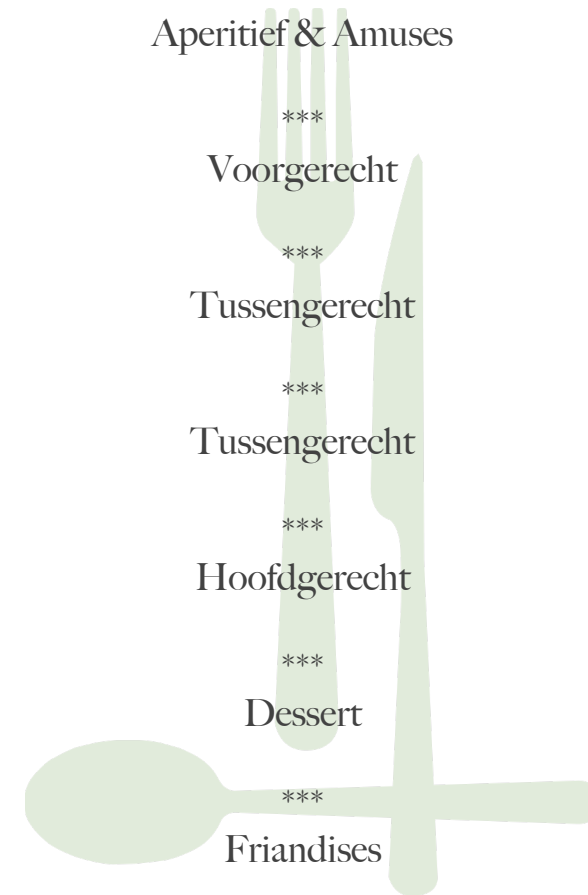 Aperitief & Amuses
***
Voorgerecht
***
Tussengerecht
***
Tussengerecht
***
Hoofdgerecht
***
Dessert
***
Friandises